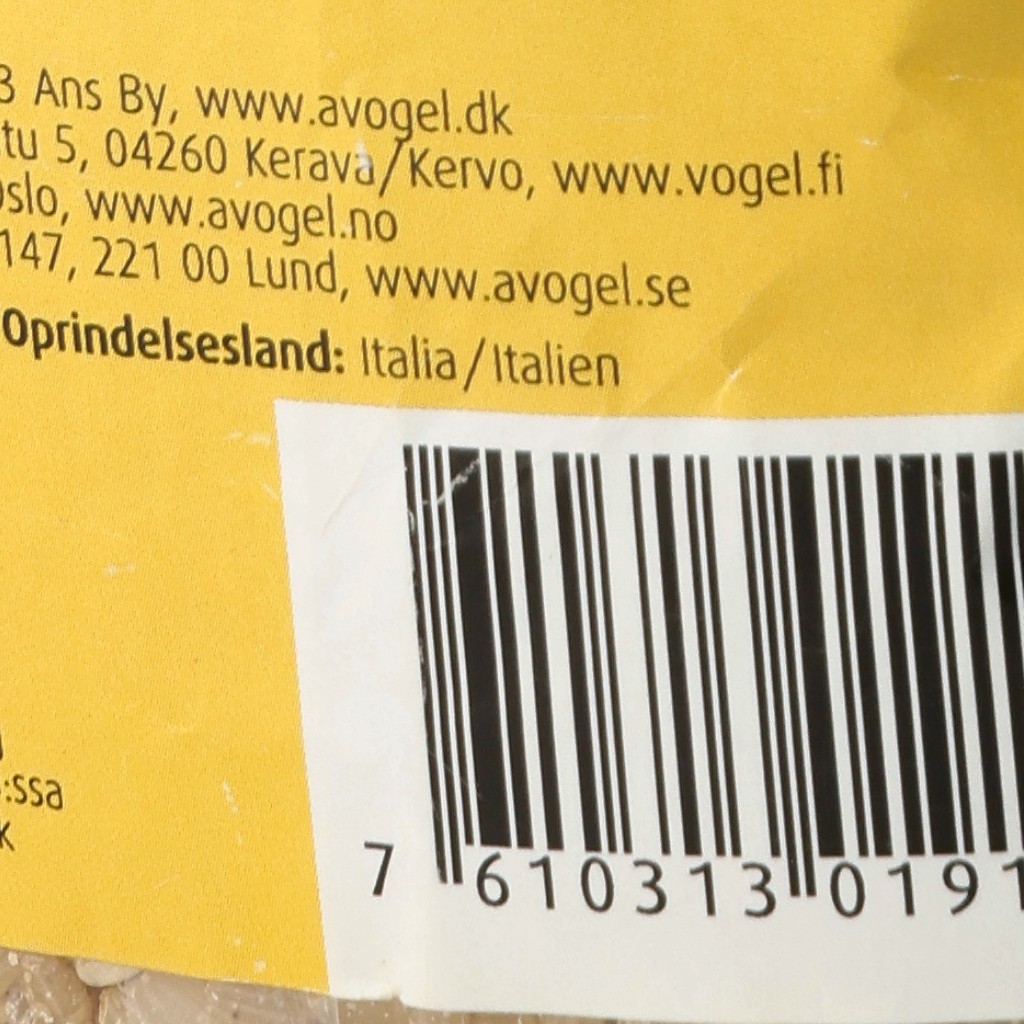 3 Ans By, www.avogel.dk
tu 5, 04260 Kerava/Kervo, www.vogel.fi
oslo, www.avogel.no
147, 221 00 Lund, www.avogel.se
Oprindelsesland: Italia/Italien
:ssa
k
7 610313 0191